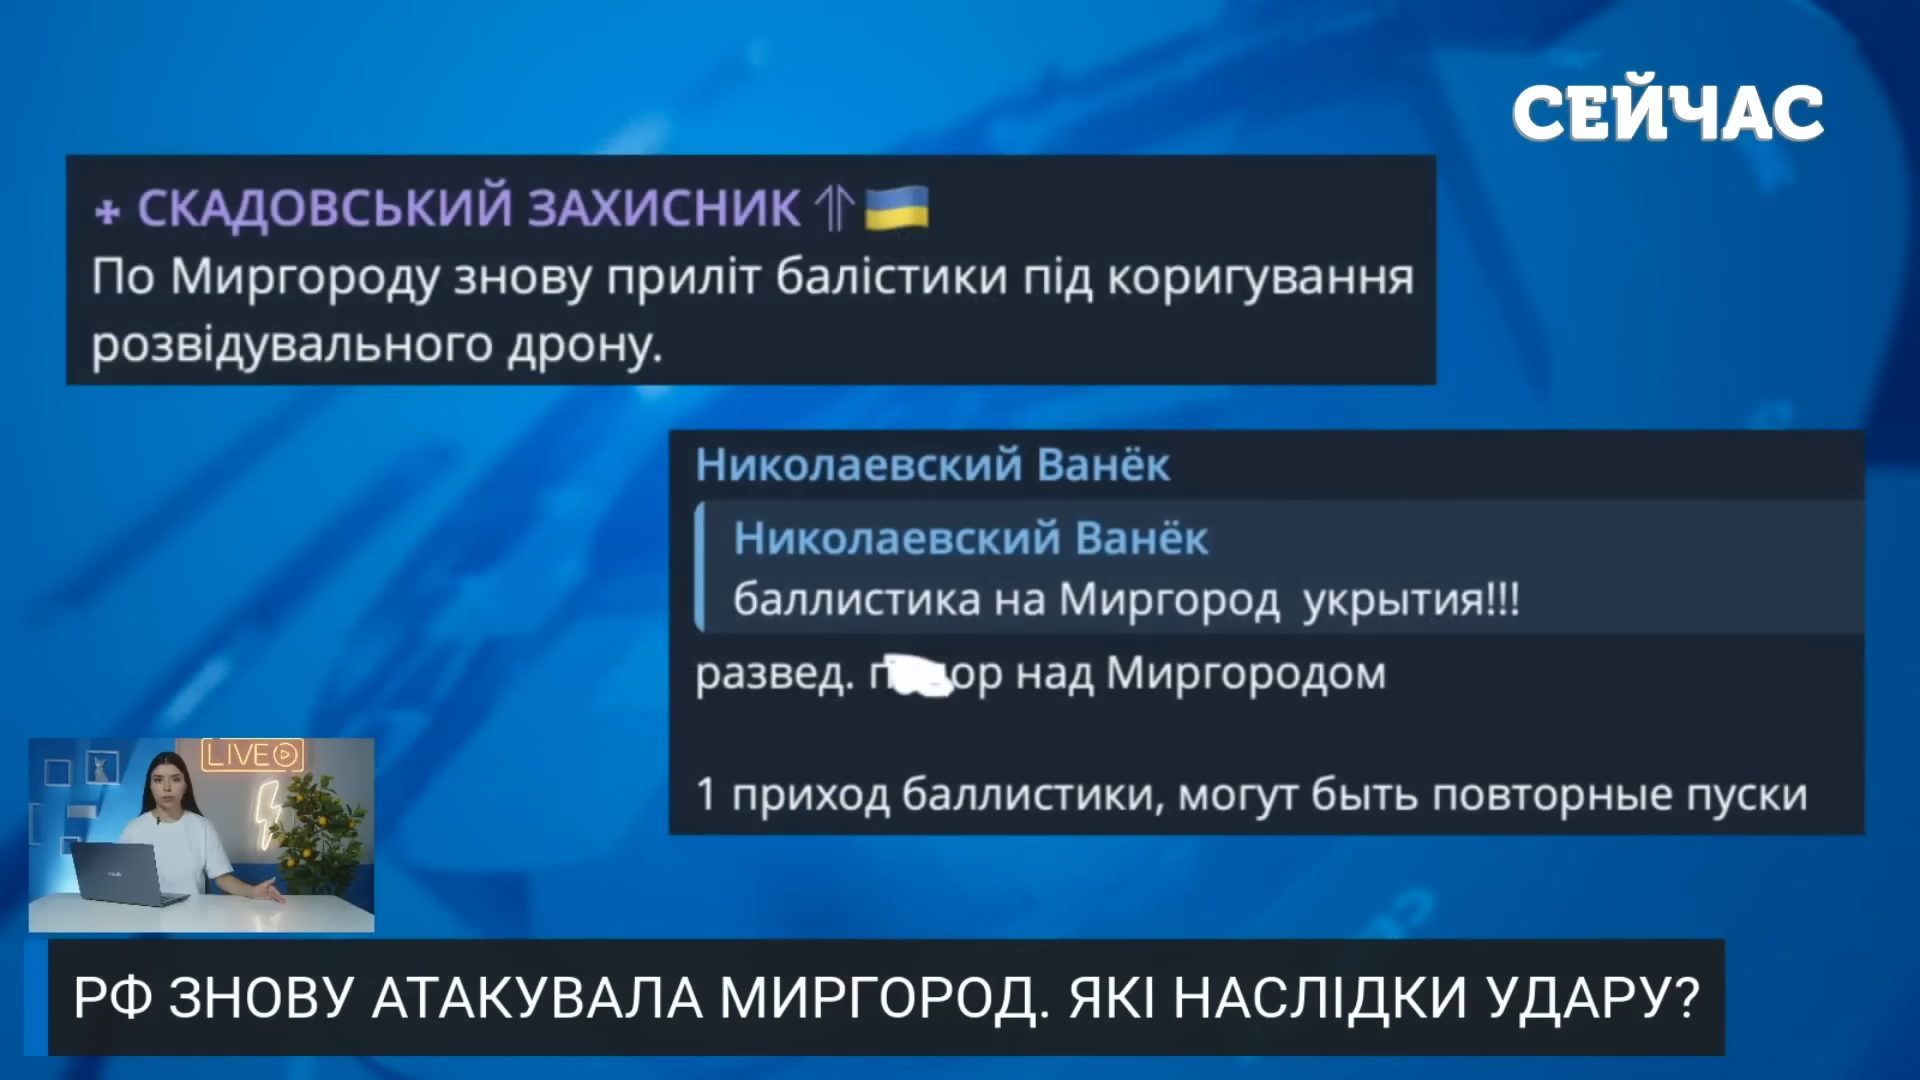 СЕЙЧАС
СКАДОВСЬКИЙ ЗАХИСНИК ⇑🇺🇦
По Миргороду знову приліт балістики під коригування
розвідувального дрону.
Николаевский Ванёк
Николаевский Ванёк
баллистика на Миргород укрытия!!!
развед. над Миргородом
1 приход баллистики, могут быть повторные пуски
LIVE
РФ ЗНОВУ АТАКУВАЛА МИРГОРОД. ЯКІ НАСЛІДКИ УДАРУ?